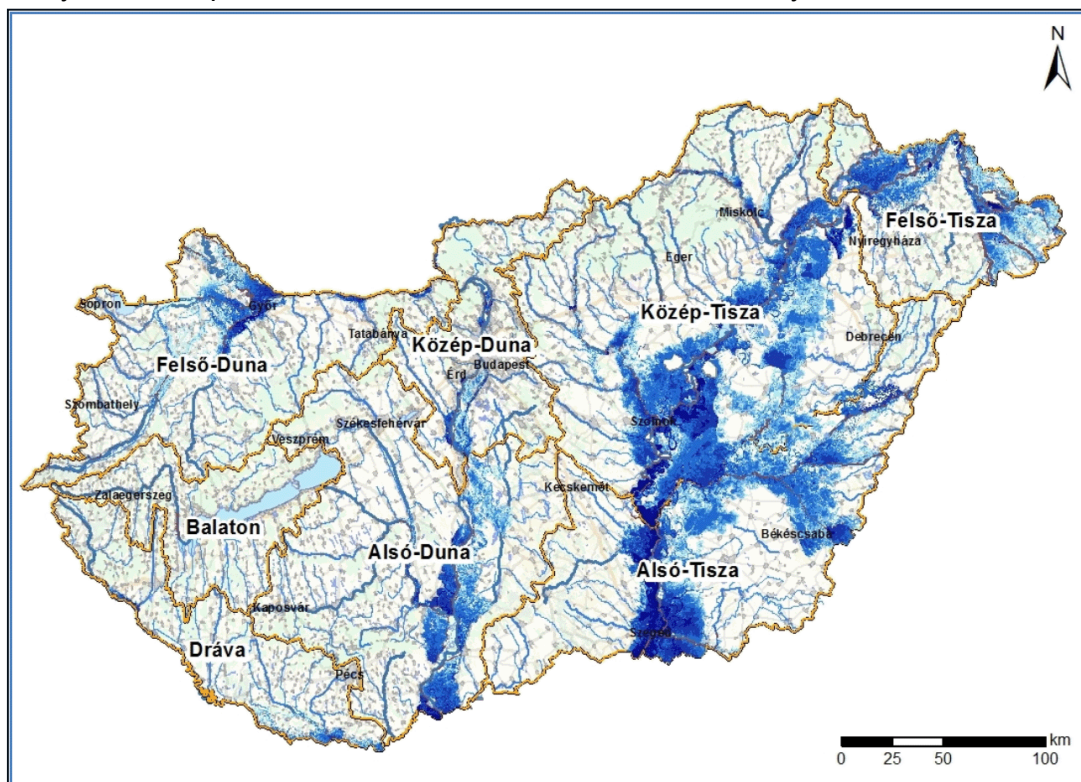 N
Felső-Tisza
Miskolc
Nyíregyháza
Eger
Sopron
Győr
Közép-Tisza
Tatabánya
Közép-Duna
Debrecen
Felső-Duna
Budapest
Érd
Szombathely
Székesfehérvár
Szolnok
Veszprém
Kecskemét
Zalaegerszeg
Balaton
Békéscsaba
Alsó-Duna
Alsó-Tisza
Kaposvár
Szeged
Dráva
Pécs
km
0 25 50 100